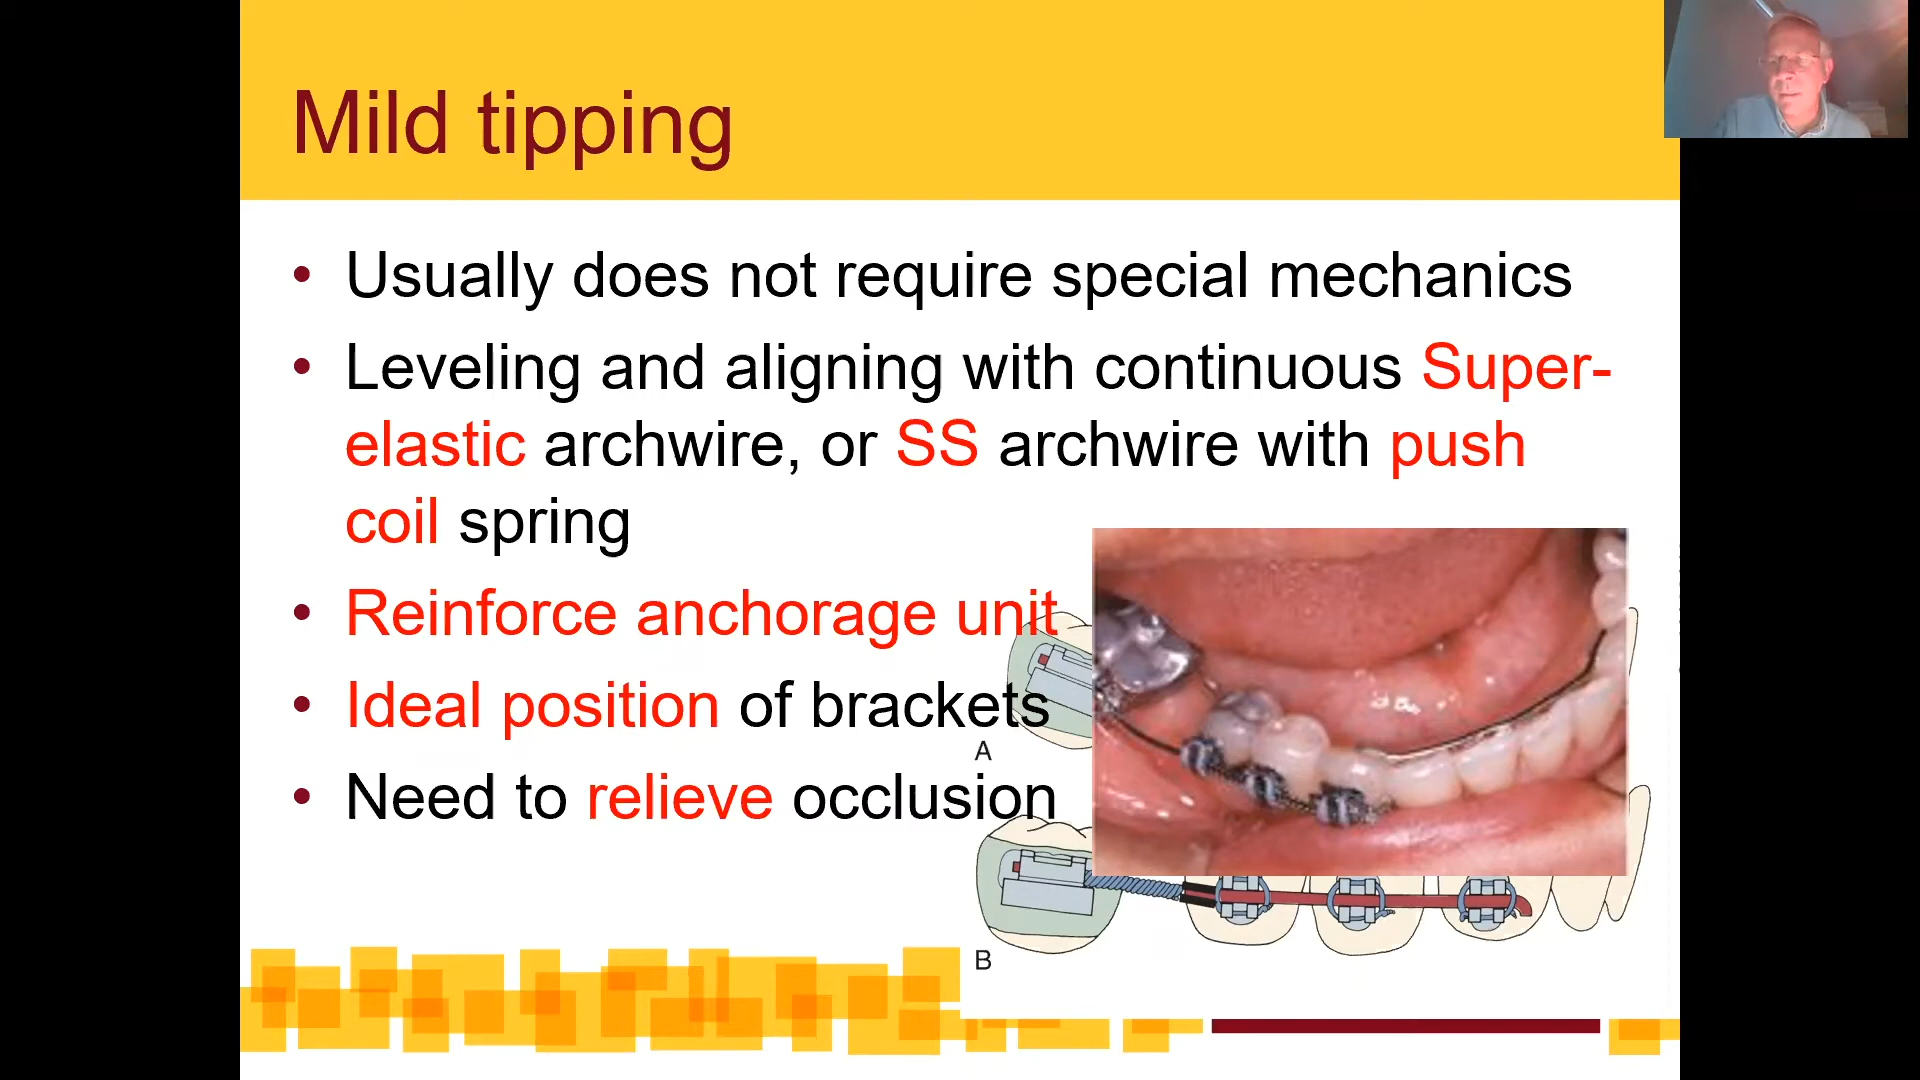 Mild tipping
• Usually does not require special mechanics
• Leveling and aligning with continuous Super-
elastic archwire, or SS archwire with push
coil spring
• Reinforce anchorage unit
• Ideal position of brackets
A
• Need to relieve occlusion
B